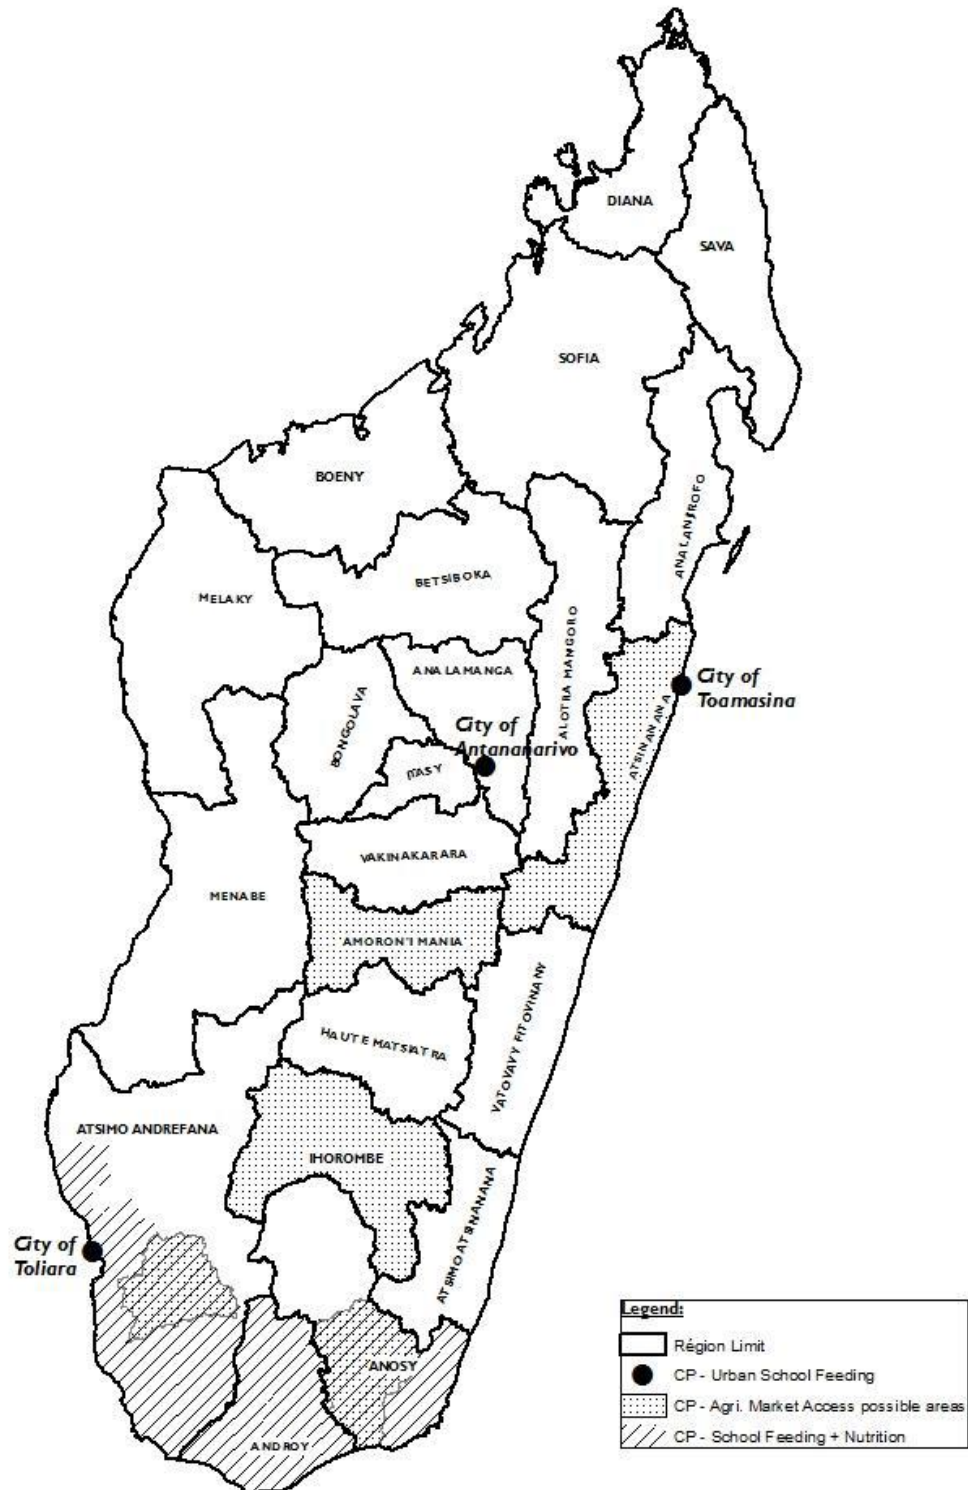 DIANA
SAVA
SOFIA
BOENY
ANALANJIROFO
BETSIBOKA
MELAKY
ALOTRA MANGORO
ANALAMANGA
City of
Toamasina
BONGOLAVA
ATSINANANA
City of
Antananarivo
ITASY
VAKINAKARARA
MENABE
AMORON'I MANIA
HAUTE MATSIATRA
VATOVAVY FITOVINANY
ATSIMO ANDREFANA
IHOROMBE
ATSIMO ATSINANANA
City of
Toliara
ANOSY
ANDROY
Legend:
Région Limit
CP - Urban School Feeding
CP - Agri. Market Access possible areas
CP - School Feeding + Nutrition